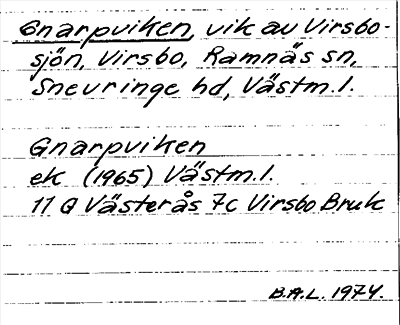 Gnarpviken, vik av Virsbo-
sjön, Virsbo, Ramnäs sn,
Snevringe hd, Västm.l.
Gnarpviken
ek (1965) Västm.l.
11 G Västerås 7c Virsbo Bruk
B.A.L. 1974.